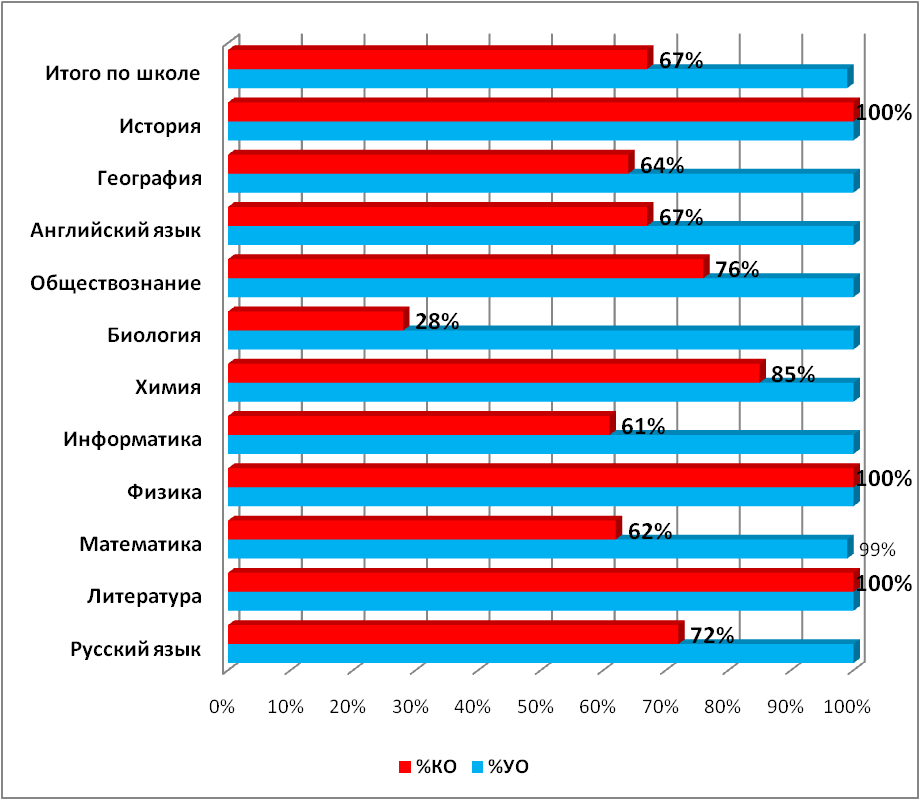 Итого по школе 67%
История 100%
География 64%
Английский язык 67%
Обществознание 76%
Биология 28%
Химия 85%
Информатика 61%
Физика 100%
Математика 62%
99%
Литература 100%
Русский язык 72%
0% 10% 20% 30% 40% 50% 60% 70% 80% 90% 100%
%КО %УО